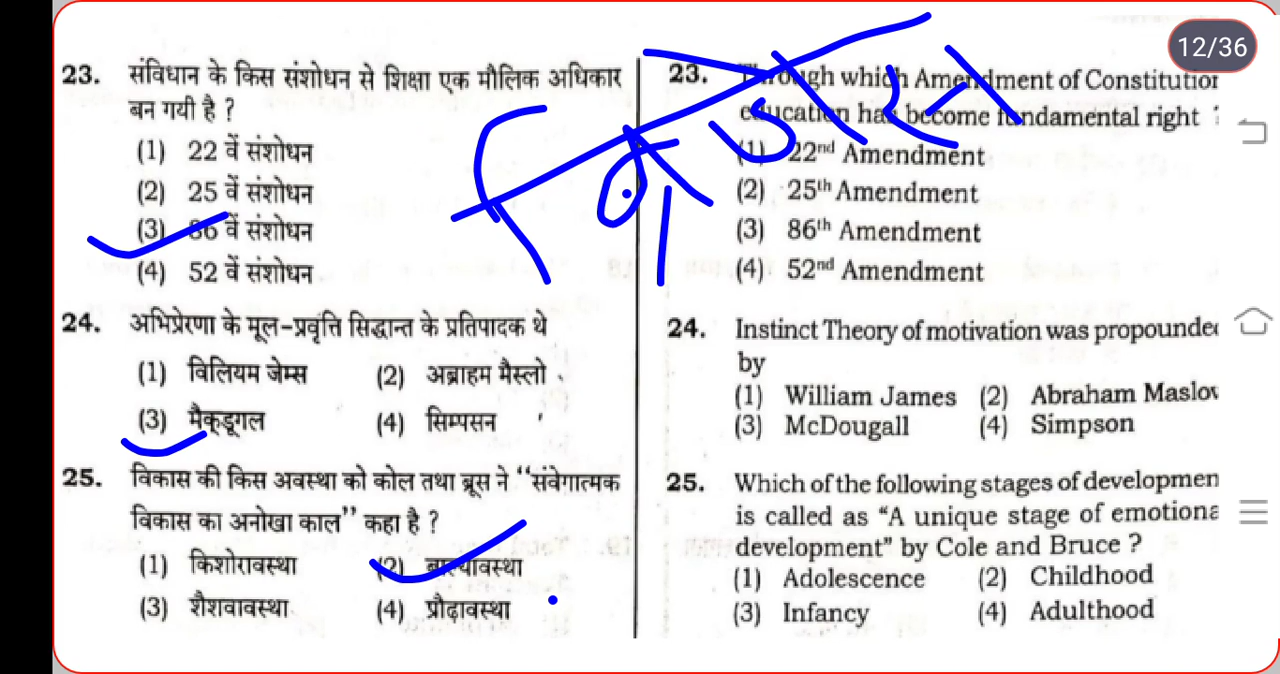 12/36
23. संविधान के किस संशोधन से शिक्षा एक मौलिक अधिकार
बन गयी है ?
(1) 22 वें संशोधन
(2) 25 वें संशोधन
(3) 86 वें संशोधन
(4) 52 वें संशोधन
24. अभिप्रेरणा के मूल-प्रवृत्ति सिद्धान्त के प्रतिपादक थे
(1) विलियम जेम्स (2) अब्राहम मैस्लो
(3) मैक्डूगल (4) सिम्पसन
25. विकास की किस अवस्था को कोल तथा ब्रूस ने “संवेगात्मक
विकास का अनोखा काल” कहा है ?
(1) किशोरावस्था (2) बाल्यावस्था
(3) शैशवावस्था (4) प्रौढ़ावस्था
23. Through which Amendment of Constitution
education has become fundamental right ?
(1) 22nd Amendment
(2) 25th Amendment
(3) 86th Amendment
(4) 52nd Amendment
24. Instinct Theory of motivation was propounded
by
(1) William James (2) Abraham Maslow
(3) McDougall (4) Simpson
25. Which of the following stages of developmen
is called as “A unique stage of emotiona
development” by Cole and Bruce ?
(1) Adolescence (2) Childhood
(3) Infancy (4) Adulthood